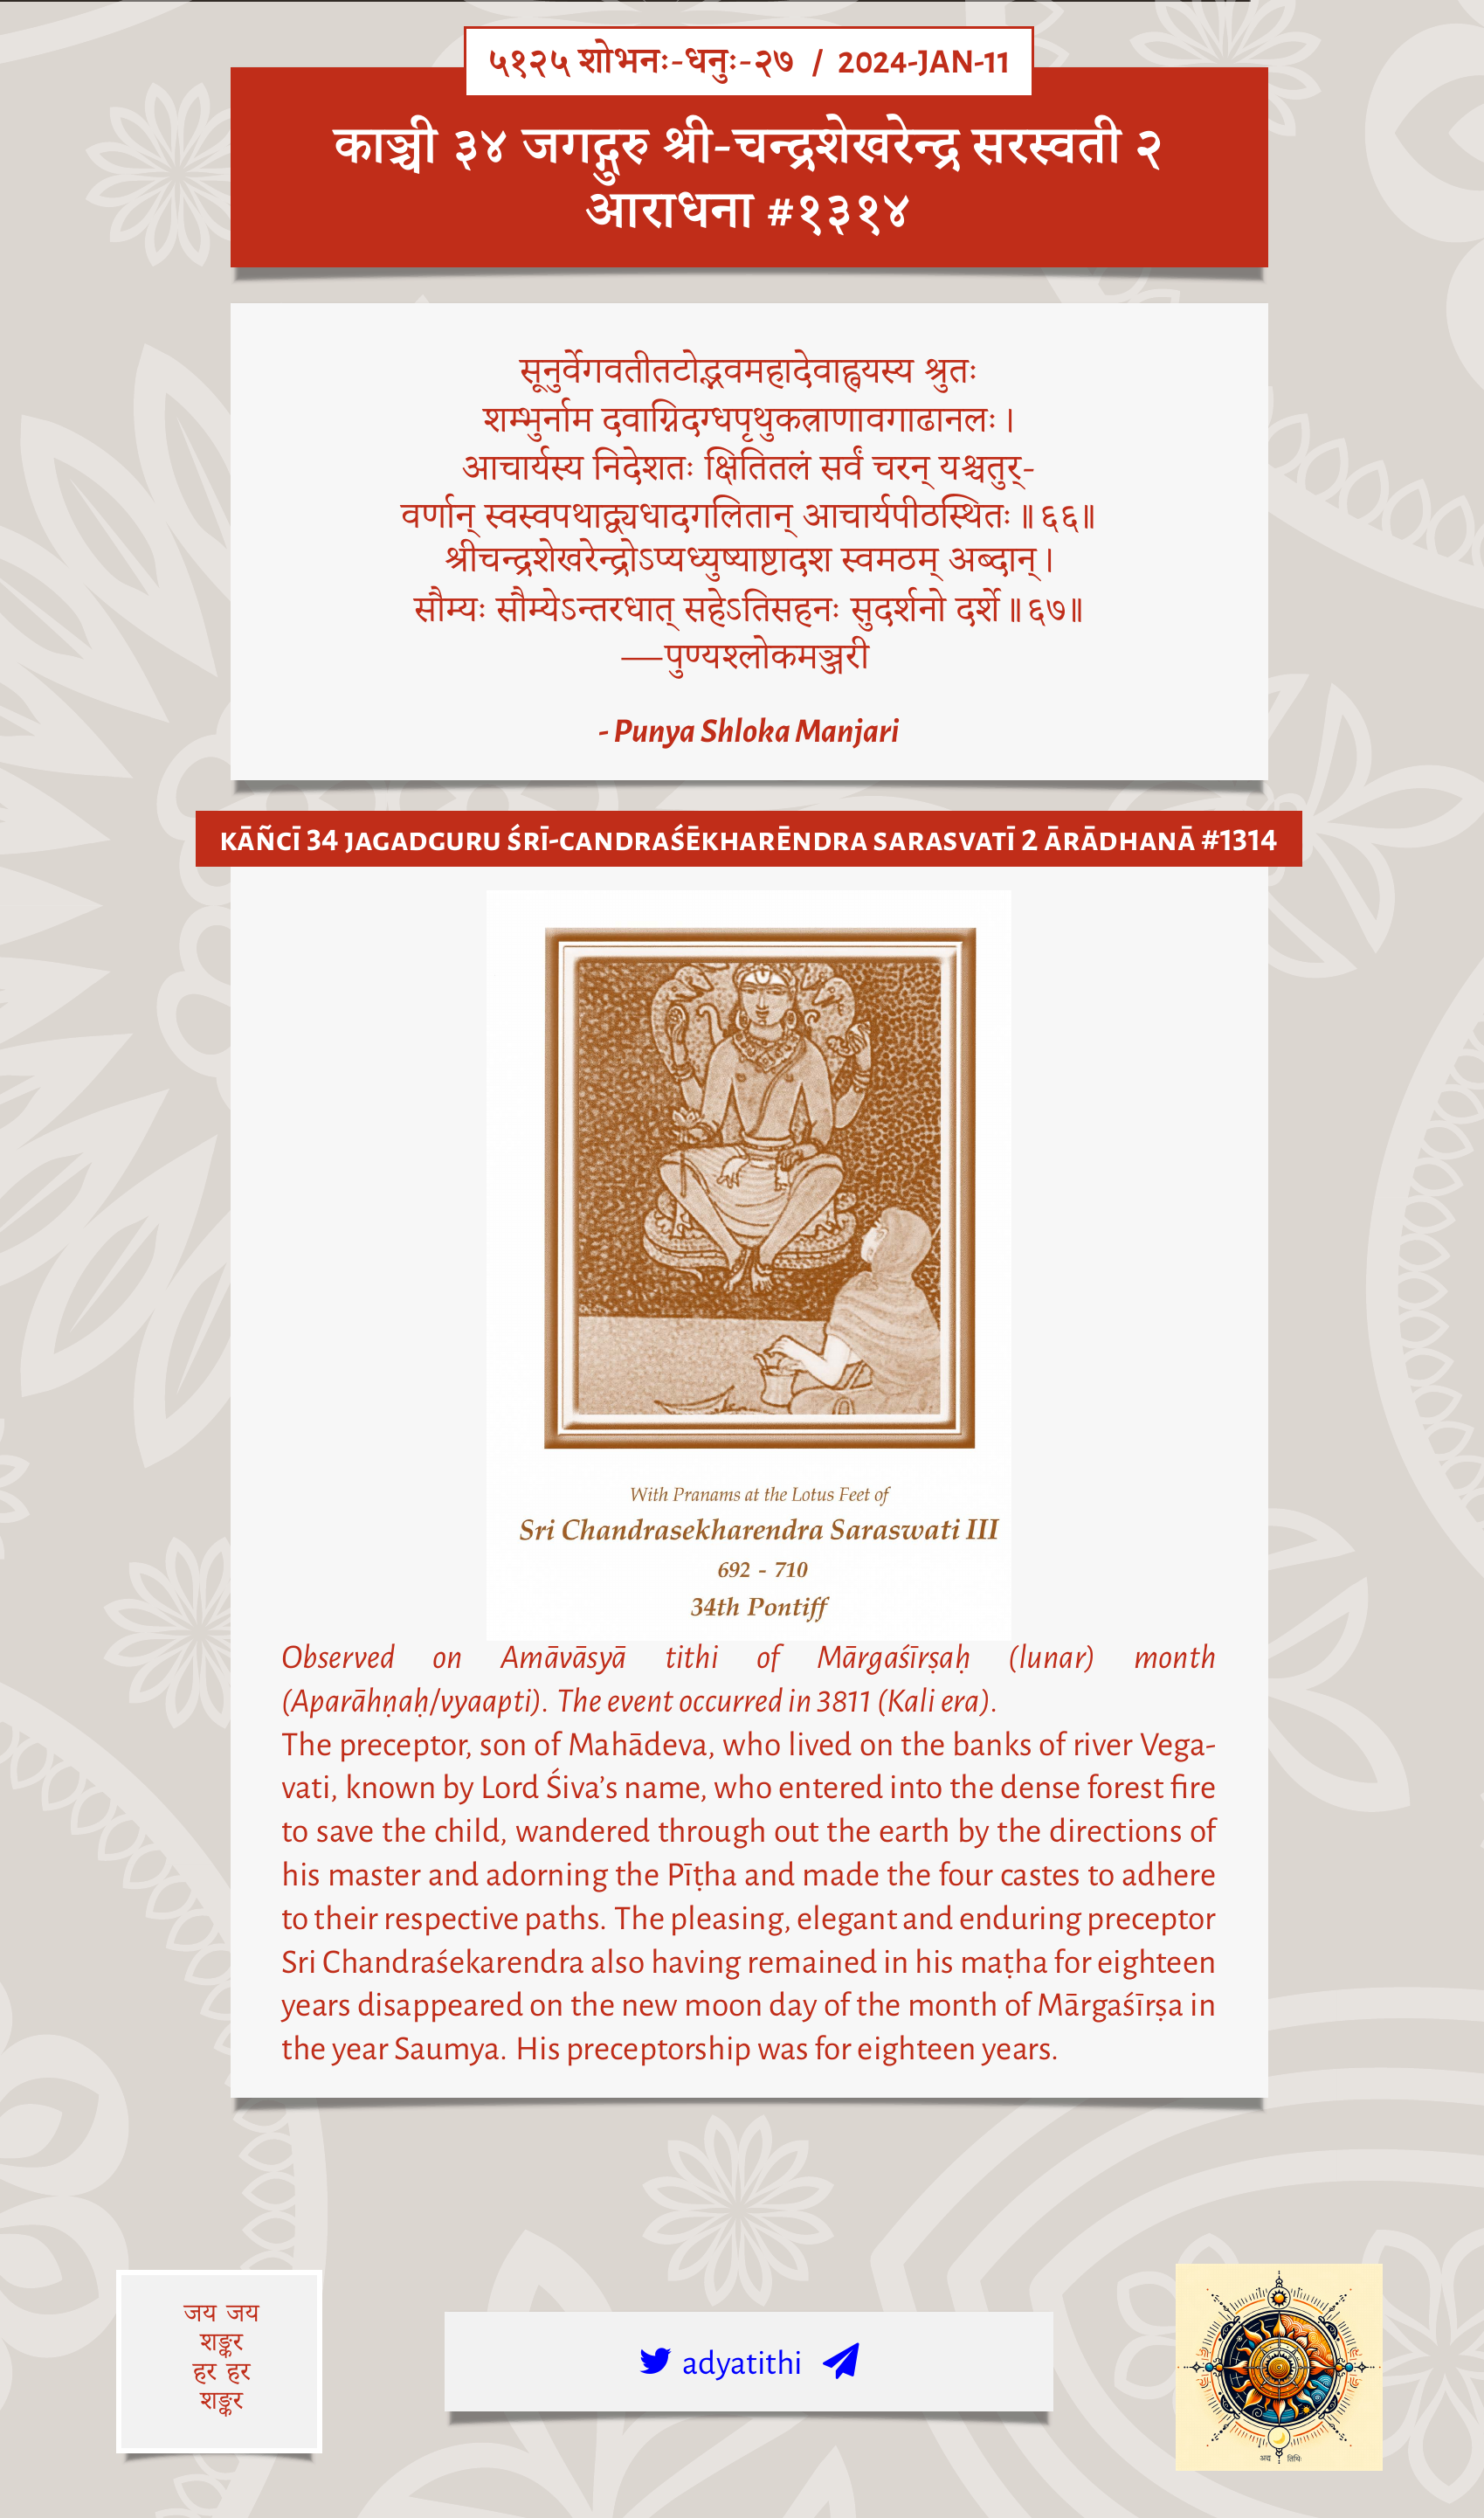 ५१२५ शोभनः-धनुः-२७ / 2024-JAN-11
काञ्ची ३४ जगद्गुरु श्री-चन्द्रशेखरेन्द्र सरस्वती २
आराधना #१३१४
सूनुर्वेगवतीतटोद्भवमहादेवाह्वयस्य श्रुतः
शम्भुर्नाम दवाग्निदग्धपृथुकत्राणावगाढानलः।
आचार्यस्य निदेशतः क्षितितलं सर्वं चरन् यश्चतुर्-
वर्णान् स्वस्वपथाद्व्यधादगलितान् आचार्यपीठस्थितः॥६६॥
श्रीचन्द्रशेखरेन्द्रोऽप्यध्युष्याष्टादश स्वमठम् अब्दान्।
सौम्यः सौम्येऽन्तरधात् सहेऽतिसहनः सुदर्शनो दर्शे॥६७॥
—पुण्यश्लोकमञ्जरी
- Punya Shloka Manjari
KĀÑCĪ 34 JAGADGURU ŚRĪ-CANDRAŚĒKHARĒNDRA SARASVATĪ 2 ĀRĀDHANĀ #1314
With Pranams at the Lotus Feet of
Sri Chandrasekharendra Saraswati III
692 - 710
34th Pontiff
Observed on Amāvāsyā tithi of Mārgaśīrṣaḥ (lunar) month
(Aparāhṇaḥ/vyaapti). The event occurred in 3811 (Kali era).
The preceptor, son of Mahādeva, who lived on the banks of river Vega-
vati, known by Lord Śiva’s name, who entered into the dense forest fire
to save the child, wandered through out the earth by the directions of
his master and adorning the Pīṭha and made the four castes to adhere
to their respective paths. The pleasing, elegant and enduring preceptor
Sri Chandraśekarendra also having remained in his maṭha for eighteen
years disappeared on the new moon day of the month of Mārgaśīrṣa in
the year Saumya. His preceptorship was for eighteen years.
जय जय
शङ्कर
हर हर
शङ्कर
adyatithi
अद्य तिथिः